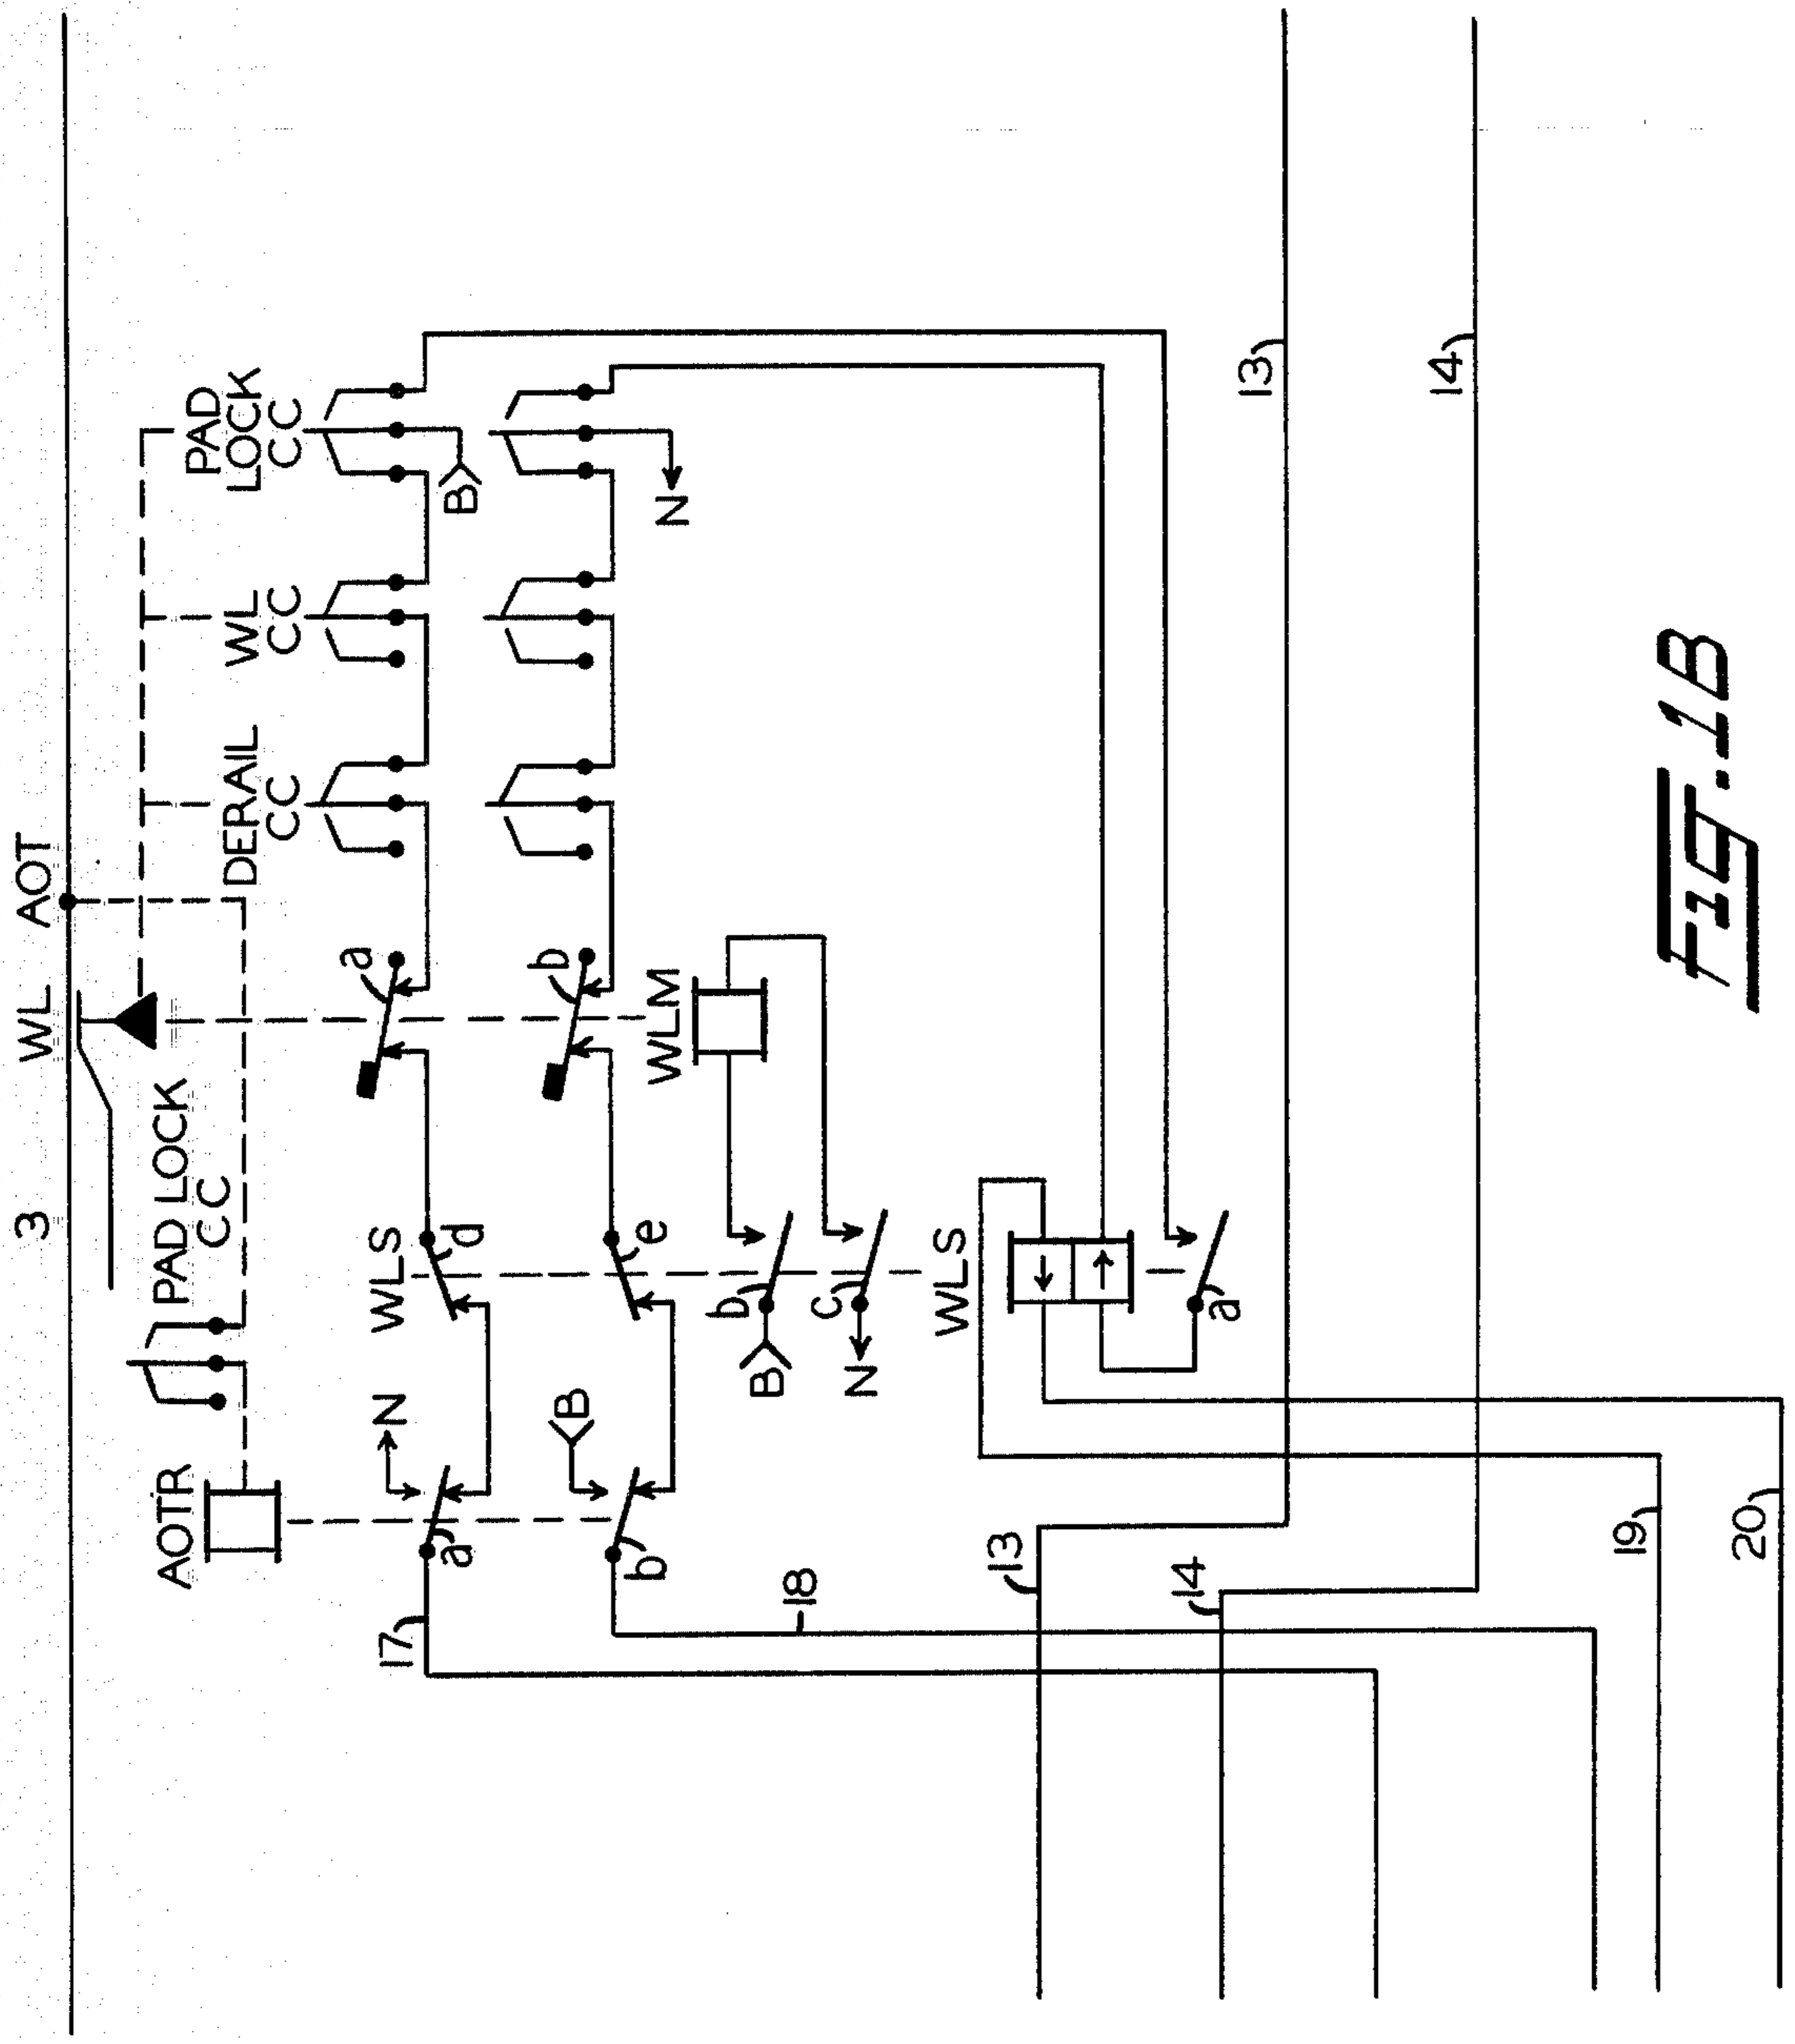 3 WL AOT
PAD LOCK
CC
AOTR
DERAIL
CC
WL
CC
PAD
LOCK
CC
N
WLS
a
B
a
d
17
B
b
b
e
N
b
WLM
18
B
b
N
c
WLS
a
13
13
14
14
19
20
FIG. 1B